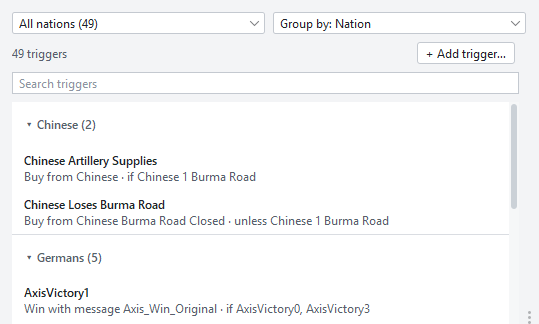 All nations (49)
Group by: Nation
49 triggers
+ Add trigger...
Search triggers
Chinese (2)
Chinese Artillery Supplies
Buy from Chinese · if Chinese 1 Burma Road
Chinese Loses Burma Road
Buy from Chinese Burma Road Closed · unless Chinese 1 Burma Road
Germans (5)
AxisVictory1
Win with message Axis_Win_Original · if AxisVictory0, AxisVictory3